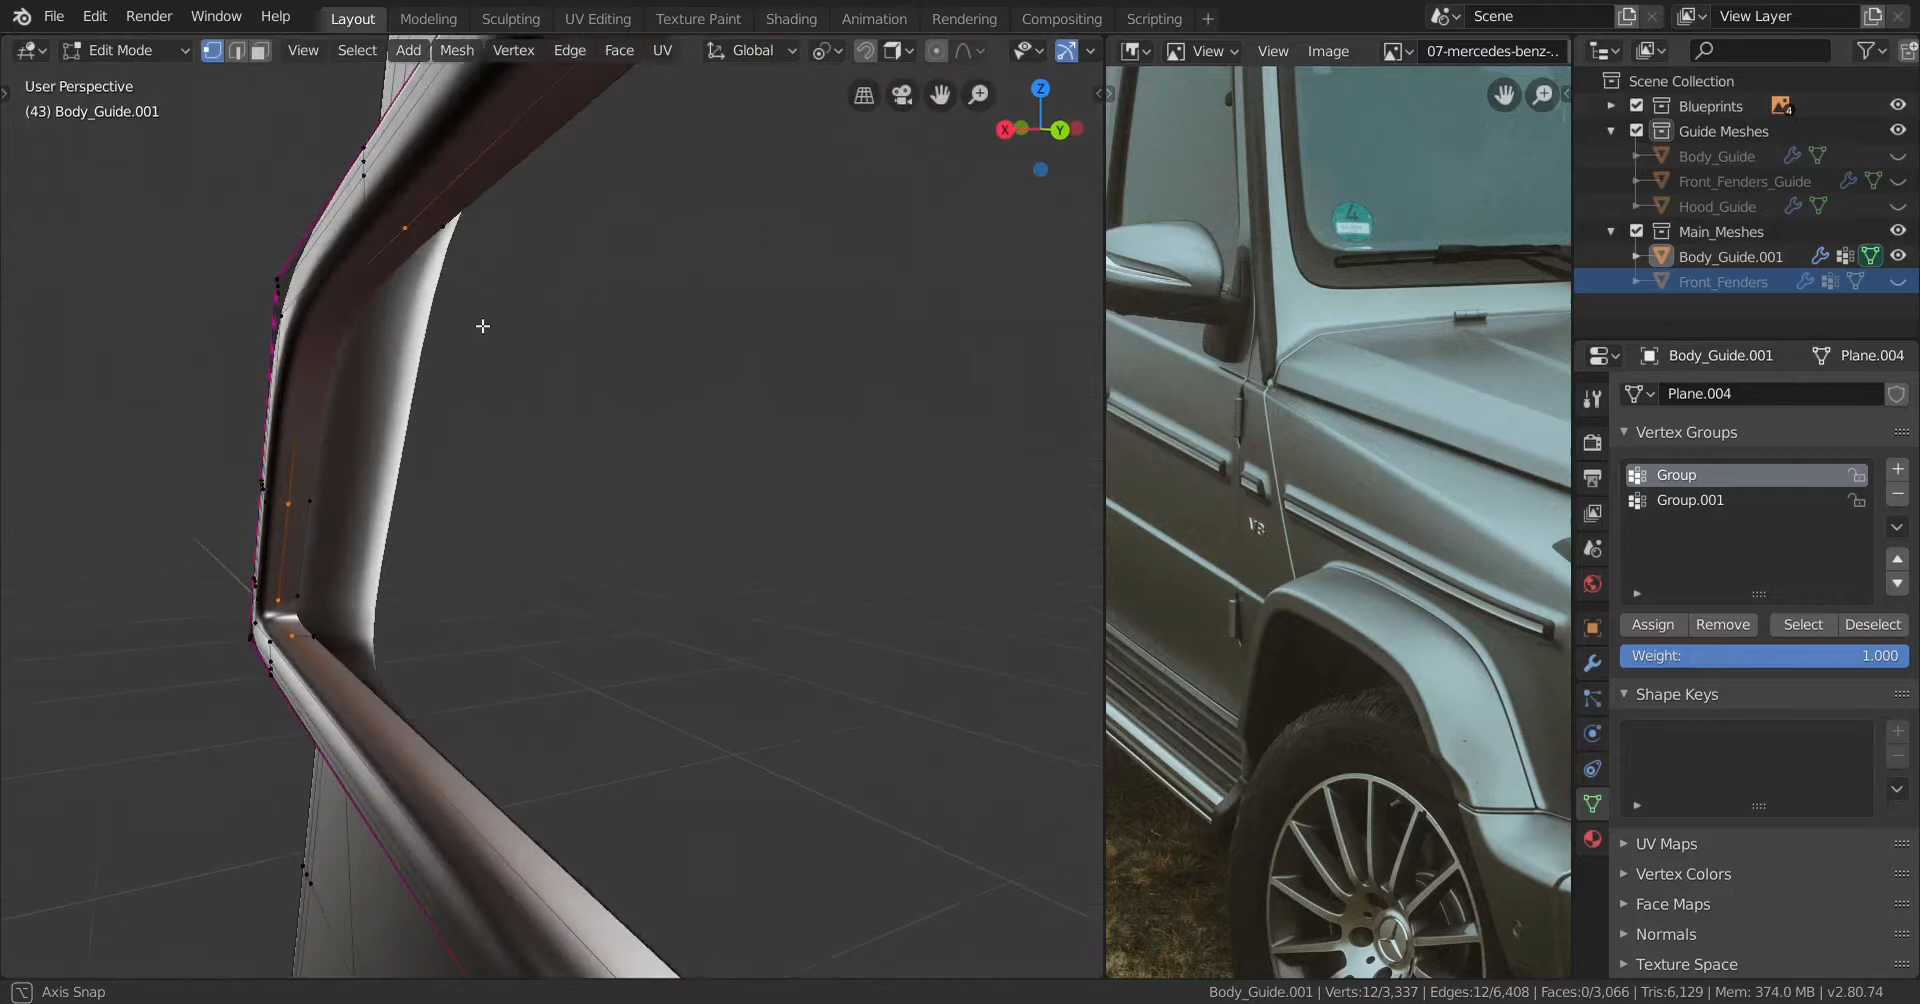 File Edit Render Window Help Layout Modeling Sculpting UV Editing Texture Paint Shading Animation Rendering Compositing Scripting + Scene View Layer
Edit Mode View Select Add Mesh Vertex Edge Face UV Global View View Image 07-mercedes-benz-..
User Perspective
(43) Body_Guide.001
Z
X
Y
4
V8
Scene Collection
Blueprints 4
Guide Meshes
Body_Guide
Front_Fenders_Guide
Hood_Guide
Main_Meshes
Body_Guide.001
Front_Fenders
Body_Guide.001 Plane.004
Plane.004
Vertex Groups
Group
Group.001
Assign Remove Select Deselect
Weight: 1.000
Shape Keys
UV Maps
Vertex Colors
Face Maps
Normals
Texture Space
Axis Snap
Body_Guide.001 | Verts:12/3,337 | Edges:12/6,408 | Faces:0/3,066 | Tris:6,129 | Mem: 374.0 MB | v2.80.74